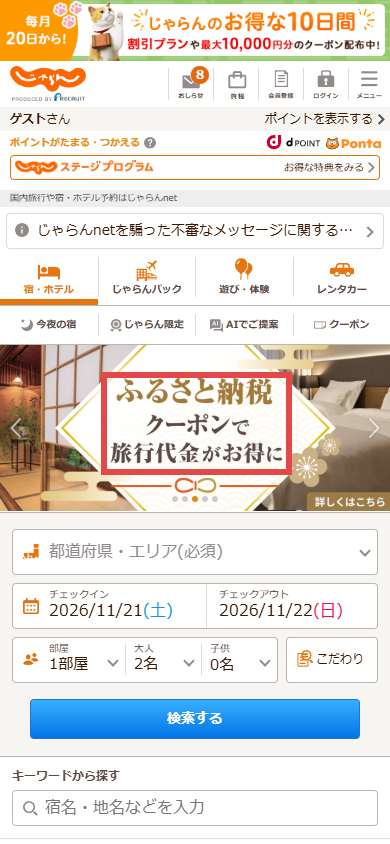 毎月
20日から!
じゃらんのお得な10日間
割引プランや最大10,000円分のクーポン配布中!
じゃらん
PRODUCED BY RECRUIT
8
おしらせ
旅程
会員登録
ログイン
メニュー
ゲストさん
ポイントを表示する
ポイントがたまる・つかえる ?
d POINT
Ponta
じゃらん ステージプログラム
お得な特典をみる
国内旅行や宿・ホテル予約はじゃらんnet
じゃらんnetを騙った不審なメッセージに関する…
宿・ホテル
じゃらんパック
遊び・体験
レンタカー
今夜の宿
じゃらん限定
AIでご提案
クーポン
ふるさと納税
クーポンで
旅行代金がお得に
詳しくはこちら
都道府県・エリア(必須)
チェックイン
2026/11/21(土)
チェックアウト
2026/11/22(日)
部屋
1部屋
大人
2名
子供
0名
こだわり
検索する
キーワードから探す
宿名・地名などを入力